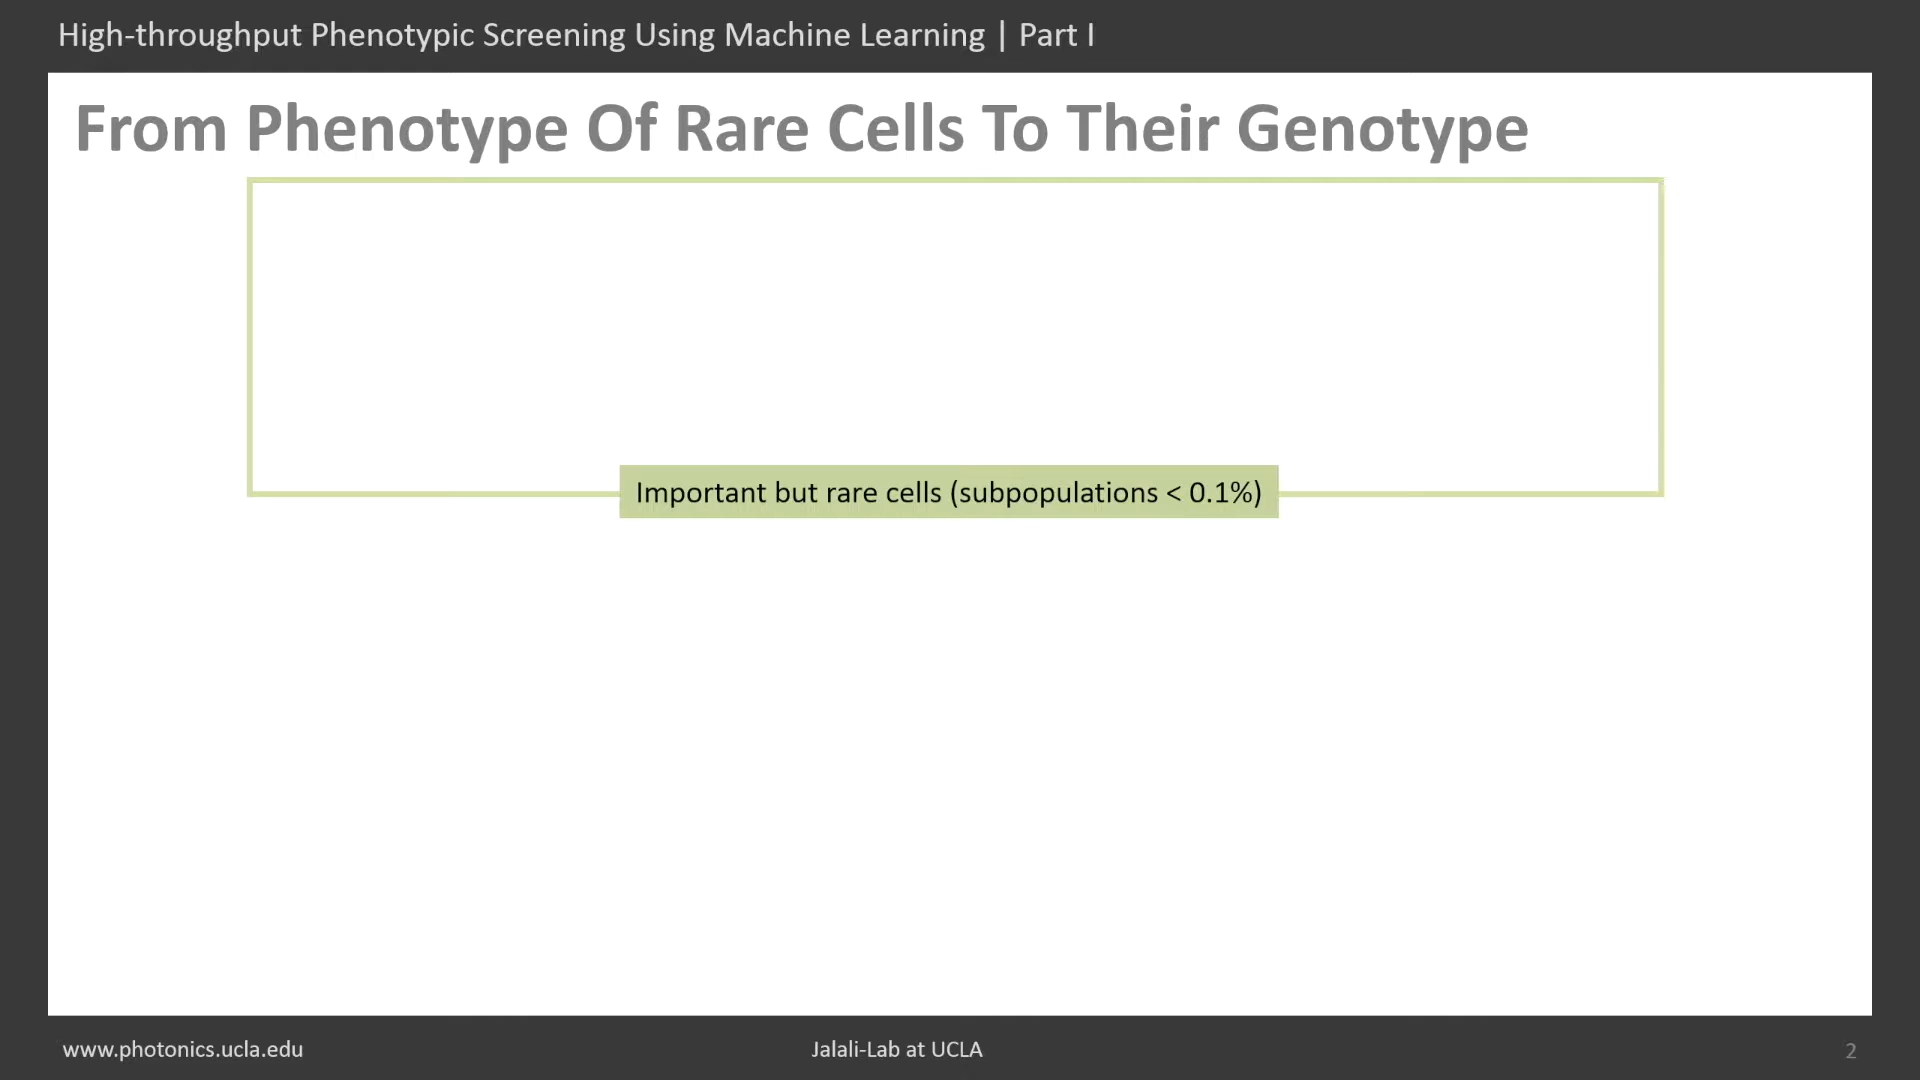 High-throughput Phenotypic Screening Using Machine Learning | Part I
From Phenotype Of Rare Cells To Their Genotype
Important but rare cells (subpopulations < 0.1%)
www.photonics.ucla.edu
Jalali-Lab at UCLA
2